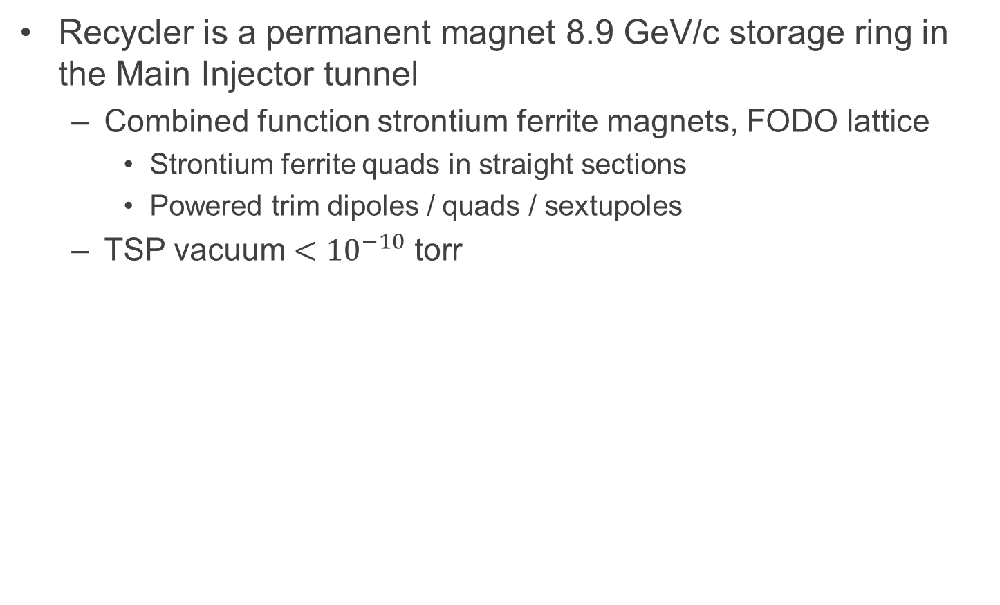 • Recycler is a permanent magnet 8.9 GeV/c storage ring in
the Main Injector tunnel
– Combined function strontium ferrite magnets, FODO lattice
• Strontium ferrite quads in straight sections
• Powered trim dipoles / quads / sextupoles
– TSP vacuum < 10⁻¹⁰ torr